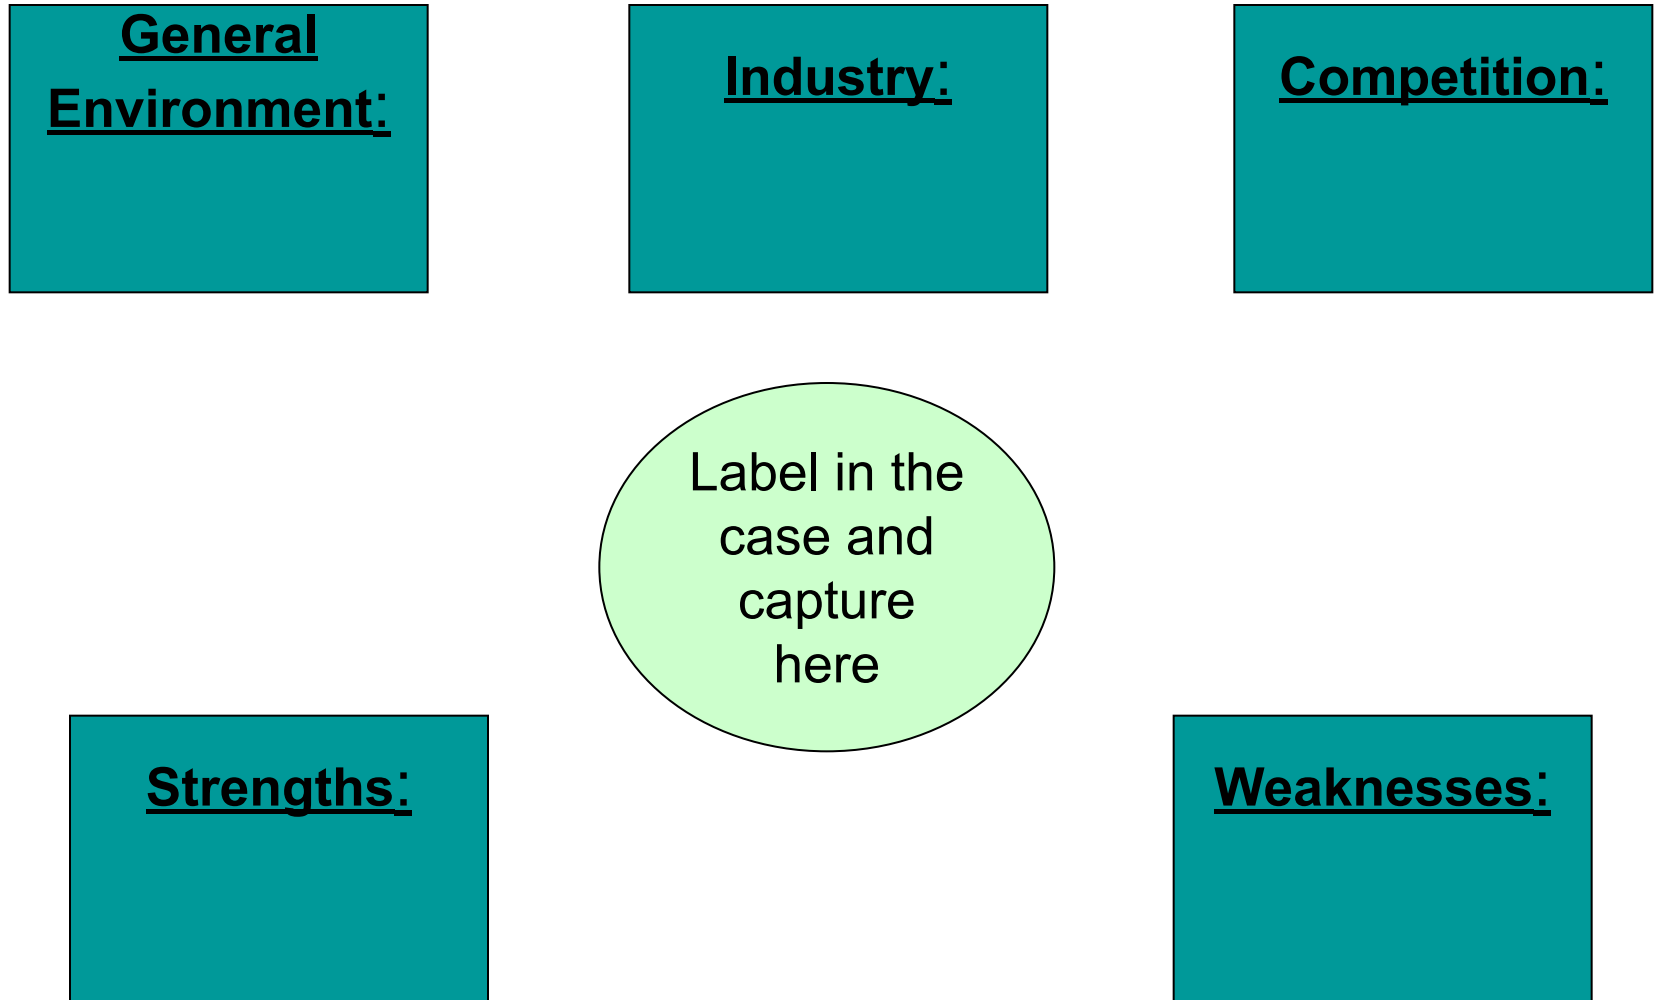 General
Environment:
Industry:
Competition:
Label in the
case and
capture
here
Strengths:
Weaknesses: